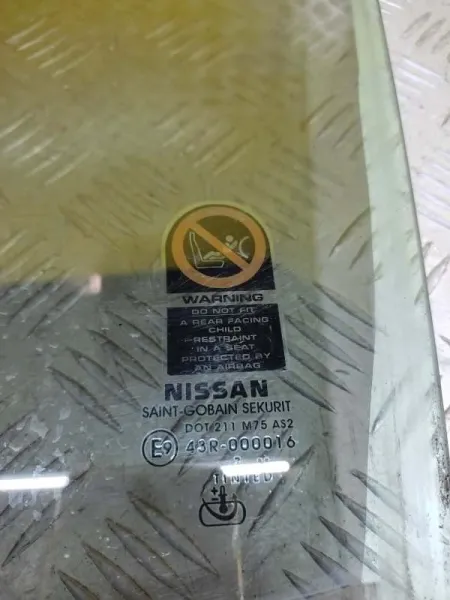 WARNING
DO NOT FIT
A REAR FACING
CHILD
RESTRAINT
IN A SEAT
PROTECTED BY
AN AIRBAG
NISSAN
SAINT-GOBAIN SEKURIT
DOT 211 M75 AS2
E9 43R-000016
TINTED